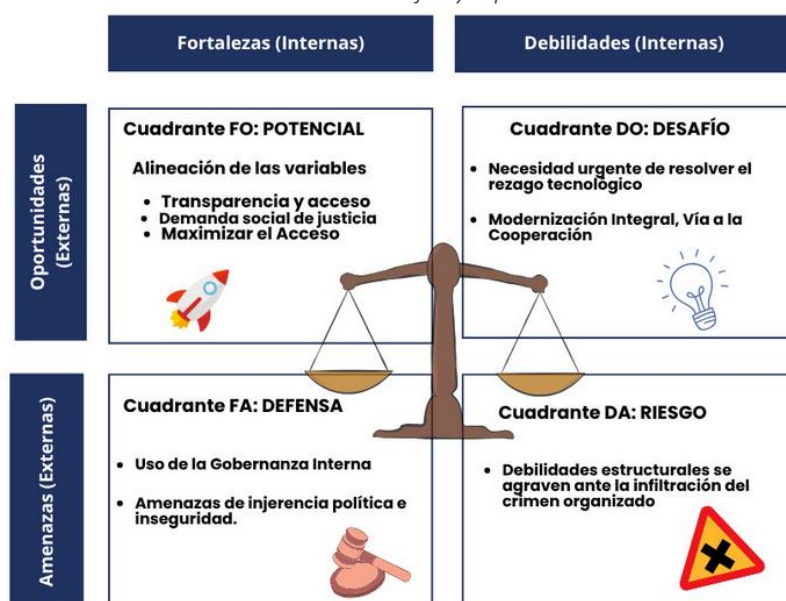 Fortalezas (Internas)
Debilidades (Internas)
Oportunidades
(Externas)
Cuadrante FO: POTENCIAL
Alineación de las variables
• Transparencia y acceso
• Demanda social de justicia
• Maximizar el Acceso
Cuadrante DO: DESAFÍO
• Necesidad urgente de resolver el
rezago tecnológico
• Modernización Integral, Vía a la
Cooperación
Amenazas (Externas)
Cuadrante FA: DEFENSA
• Uso de la Gobernanza Interna
• Amenazas de injerencia política e
inseguridad.
Cuadrante DA: RIESGO
• Debilidades estructurales se
agraven ante la infiltración del
crimen organizado